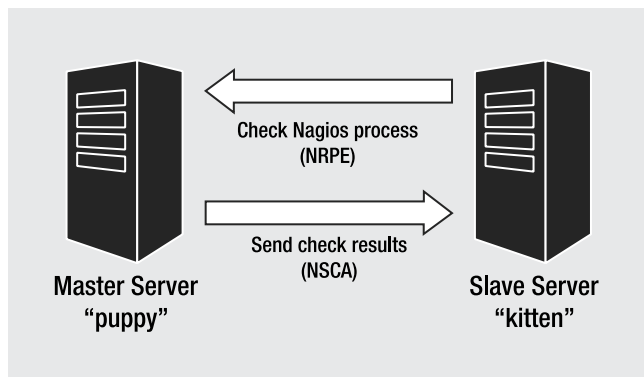 Check Nagios process
(NRPE)
Send check results
(NSCA)
Master Server
“puppy”
Slave Server
“kitten”